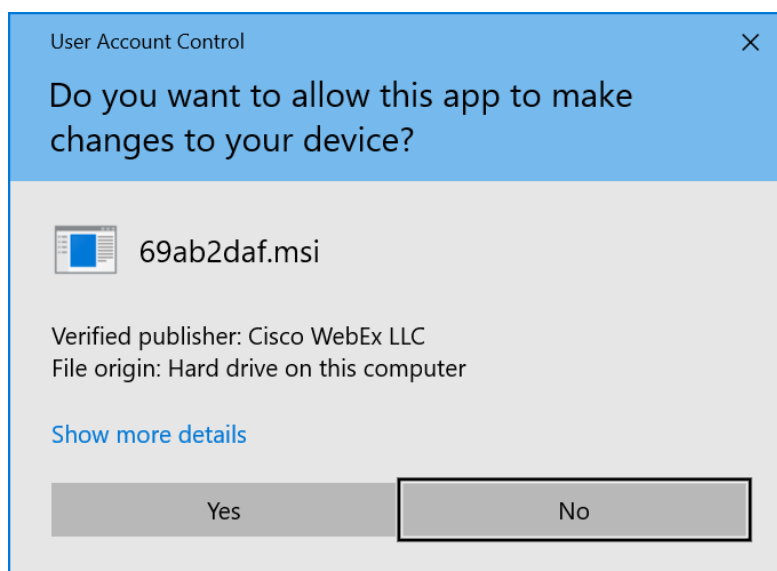 User Account Control
Do you want to allow this app to make
changes to your device?
69ab2daf.msi
Verified publisher: Cisco WebEx LLC
File origin: Hard drive on this computer
Show more details
Yes
No